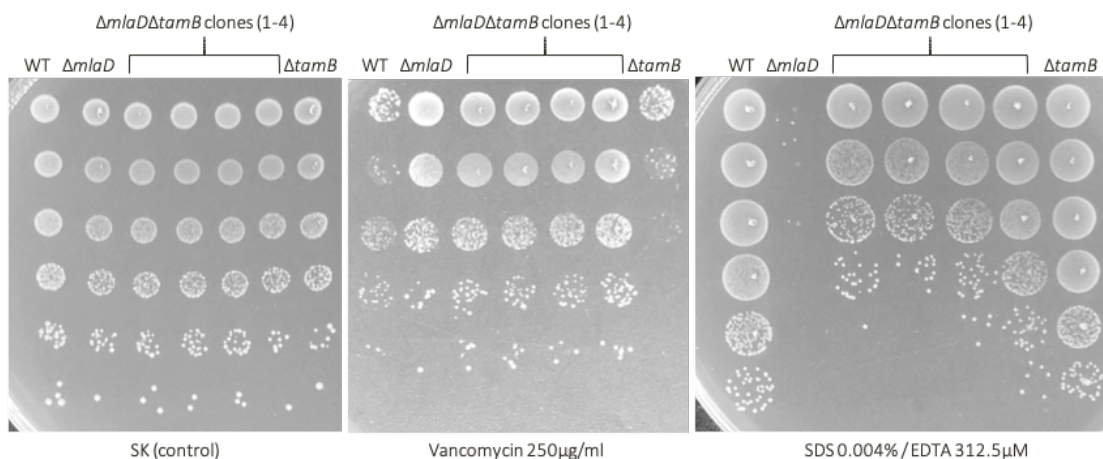 ΔmlaDΔtamB clones (1-4)
WT ΔmlaD ΔtamB
SK (control)
ΔmlaDΔtamB clones (1-4)
WT ΔmlaD ΔtamB
Vancomycin 250µg/ml
ΔmlaDΔtamB clones (1-4)
WT ΔmlaD ΔtamB
SDS 0.004% / EDTA 312.5µM